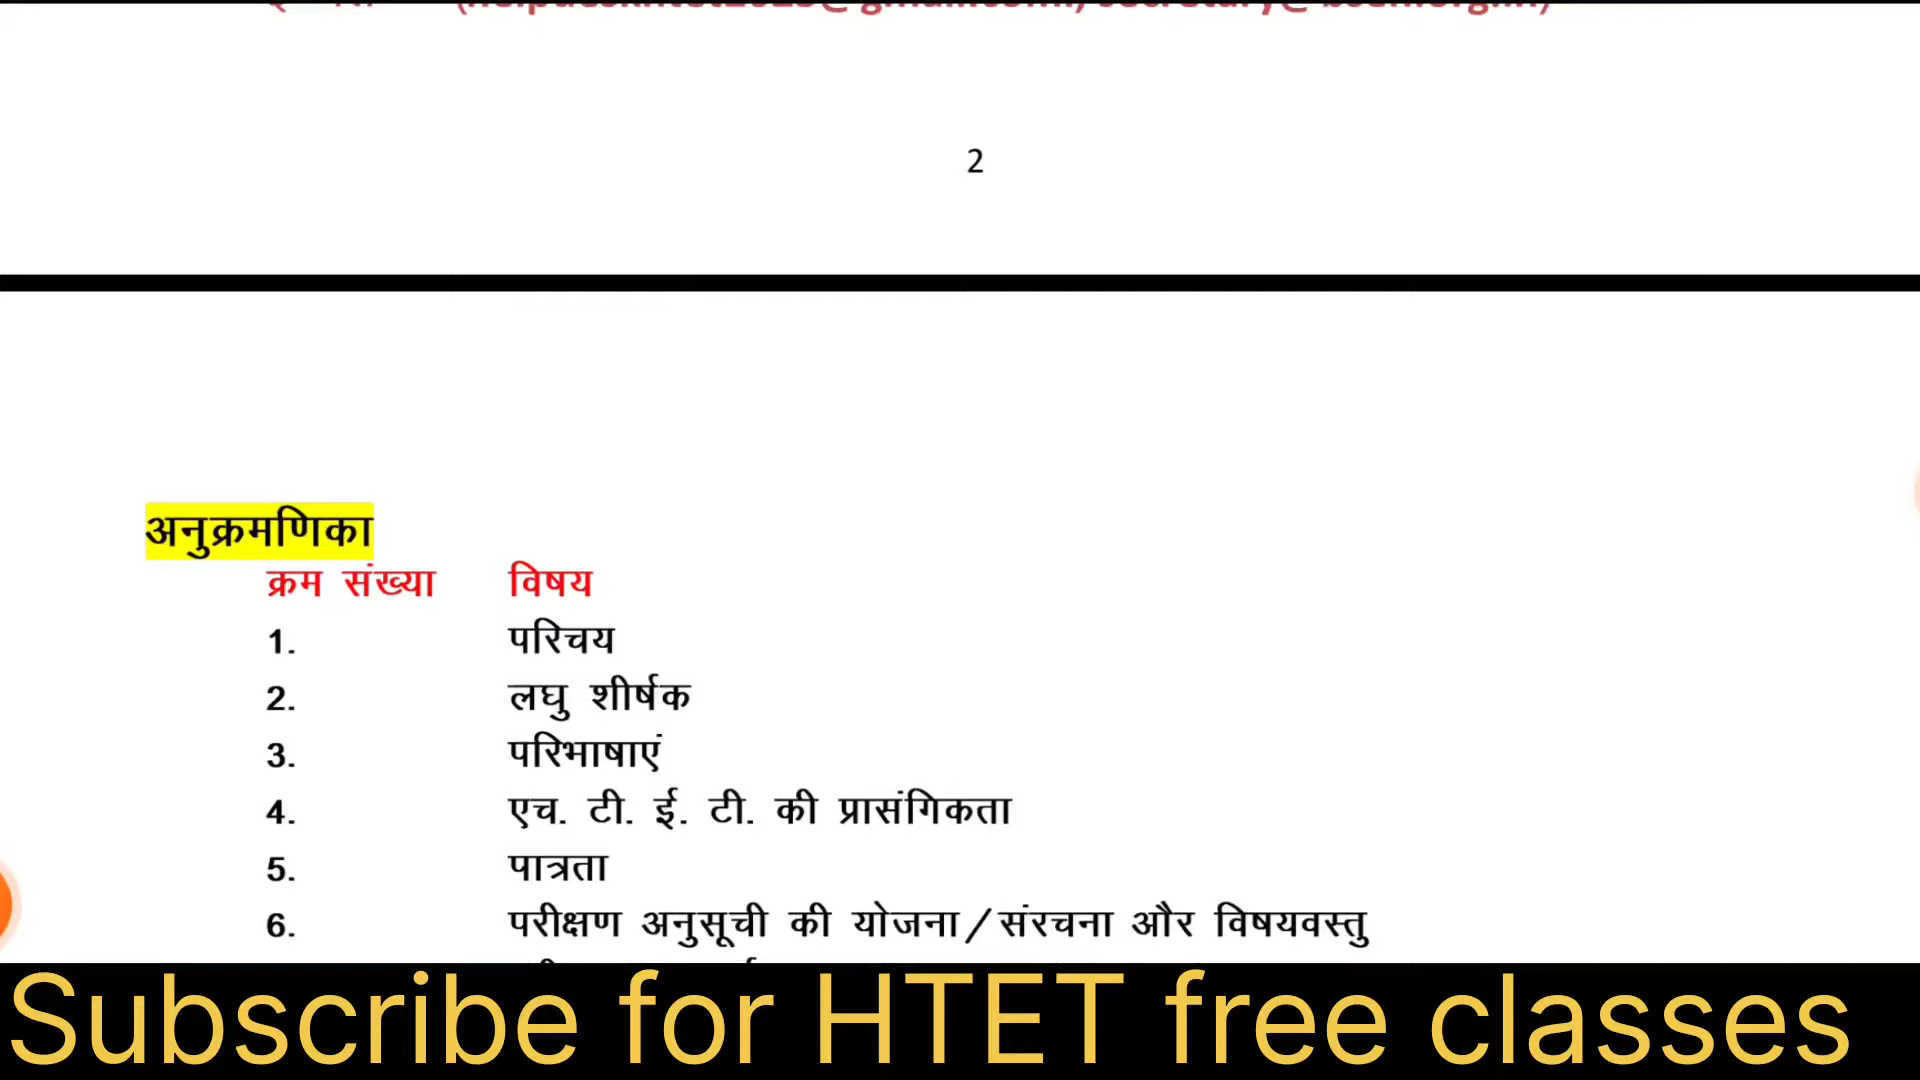 2
अनुक्रमणिका
क्रम संख्या विषय
1. परिचय
2. लघु शीर्षक
3. परिभाषाएं
4. एच. टी. ई. टी. की प्रासंगिकता
5. पात्रता
6. परीक्षण अनुसूची की योजना/संरचना और विषयवस्तु
Subscribe for HTET free classes